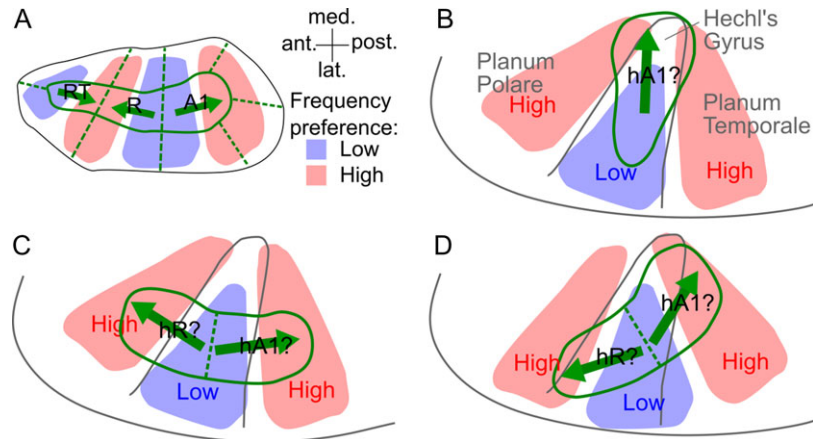 A
RT
R
A1
med.
ant. post.
lat.
Frequency
preference:
Low
High
B
Hechl's
Gyrus
Planum
Polare
High
hA1?
Planum
Temporale
Low
High
C
High
hR?
hA1?
Low
High
D
hA1?
High
hR?
Low
High